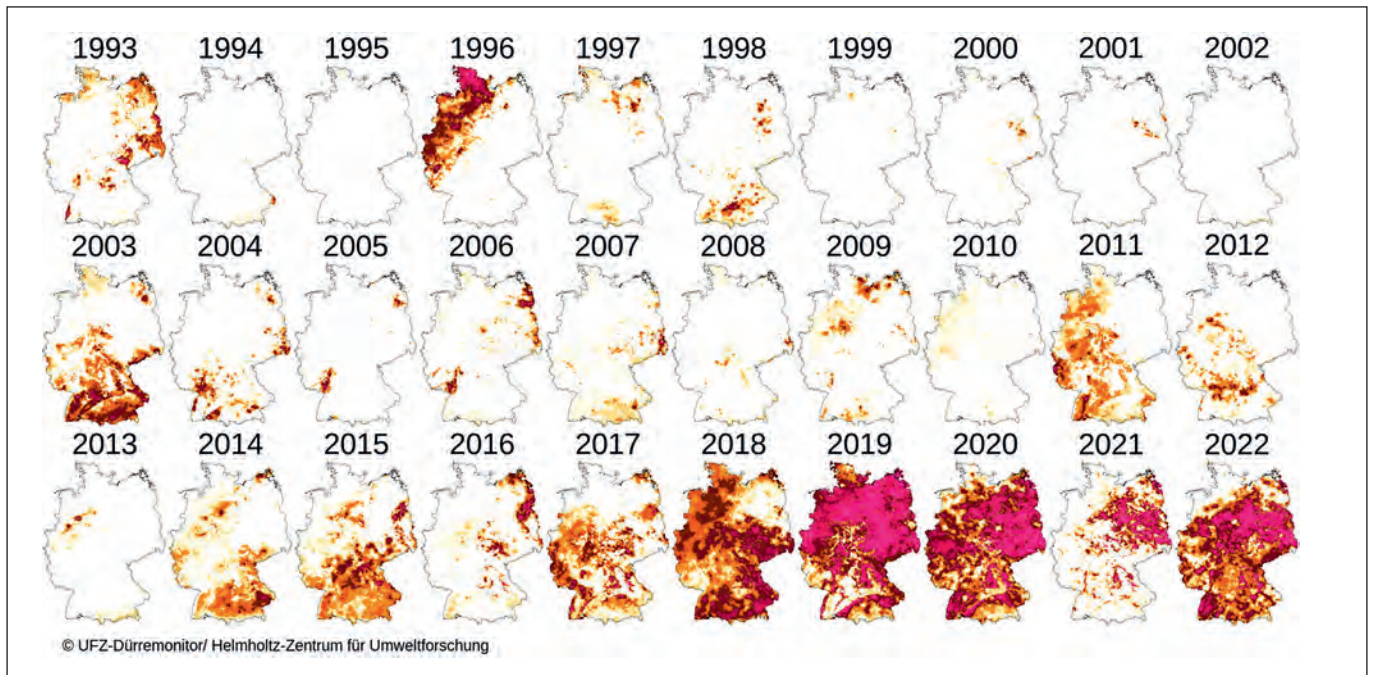 1993 1994 1995 1996 1997 1998 1999 2000 2001 2002
2003 2004 2005 2006 2007 2008 2009 2010 2011 2012
2013 2014 2015 2016 2017 2018 2019 2020 2021 2022
© UFZ-Dürremonitor/ Helmholtz-Zentrum für Umweltforschung